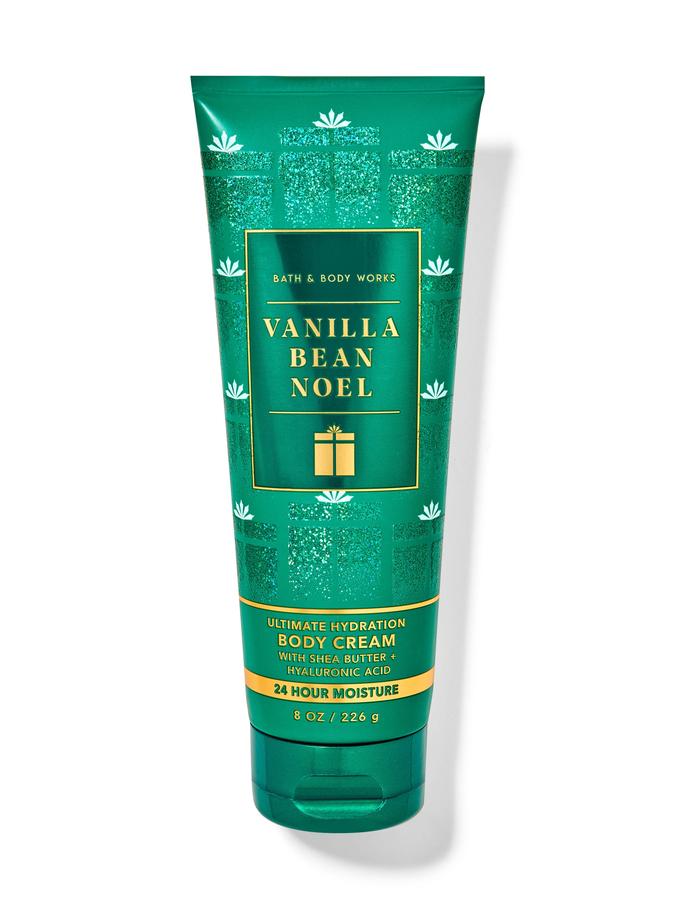 BATH & BODY WORKS
VANILLA
BEAN
NOEL
ULTIMATE HYDRATION
BODY CREAM
WITH SHEA BUTTER +
HYALURONIC ACID
24 HOUR MOISTURE
8 OZ / 226 g